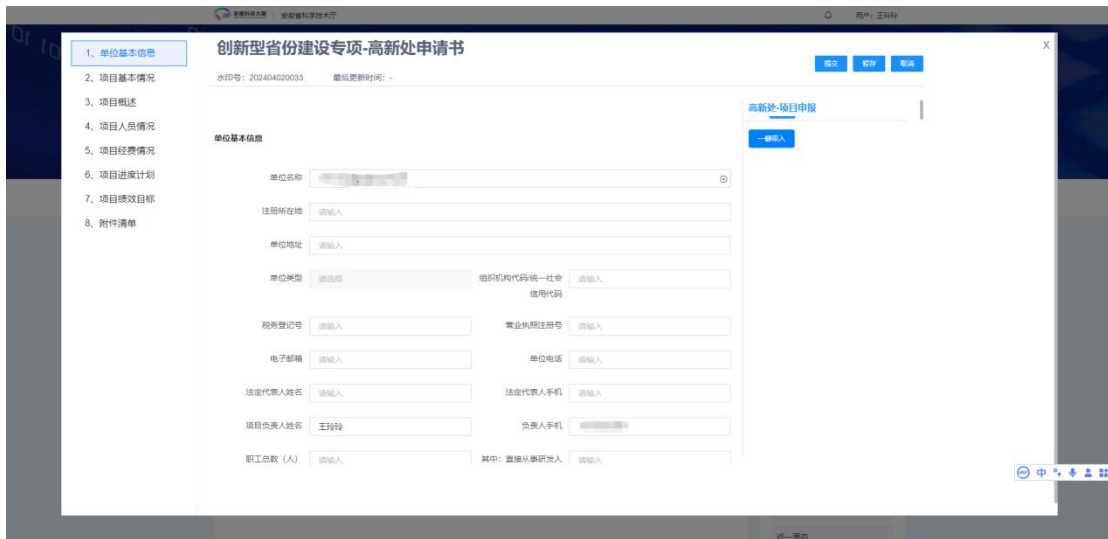 安徽科技大脑 安徽省科学技术厅 用户：王玲玲
创新型省份建设专项-高新处申请书
X
提交 暂存 取消
水印号：202404020033 最后更新时间：-
1、单位基本信息
2、项目基本情况
3、项目概述
4、项目人员情况
5、项目经费情况
6、项目进度计划
7、项目绩效目标
8、附件清单
高新处-项目申报
一键带入
单位基本信息
单位名称
注册所在地 请输入
单位地址 请输入
单位类型 请选择 组织机构代码/统一社会信用代码 请输入
税务登记号 请输入 营业执照注册号 请输入
电子邮箱 请输入 单位电话 请输入
法定代表人姓名 请输入 法定代表人手机 请输入
项目负责人姓名 王玲玲 负责人手机
职工总数（人） 请输入 其中：直接从事研发人 请输入
中
近一周内